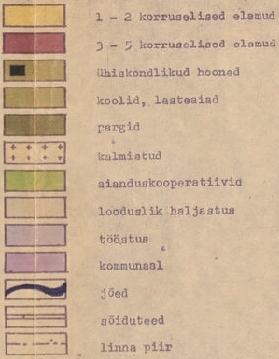 1 - 2 korruselised elamud
3 - 5 korruselised elamud
ühiskondlikud hooned
koolid, lasteaiad
pargid
kalmistud
aianduskooperatiivid
looduslik haljastus
tööstus
kommunaal
jõed
sõiduteed
linna piir